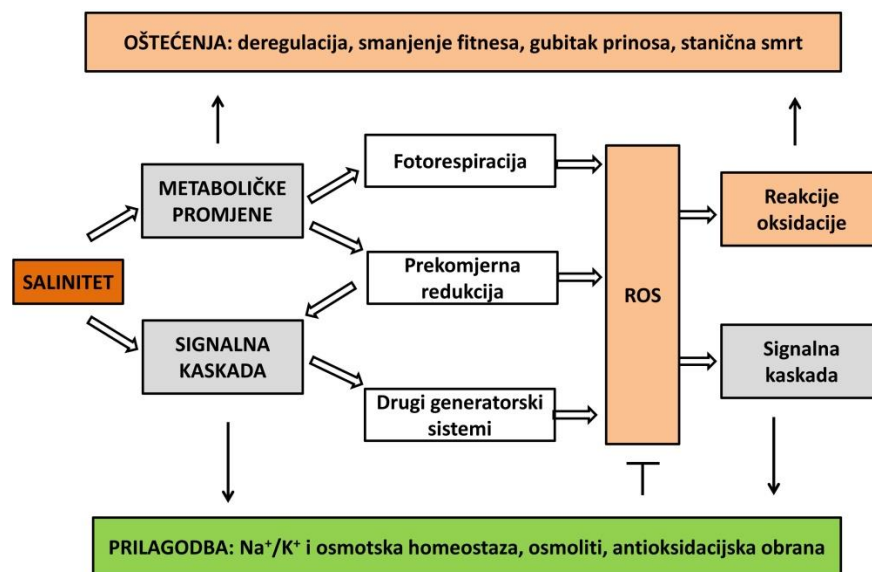 OŠTEĆENJA: deregulacija, smanjenje fitnesa, gubitak prinosa, stanična smrt
Fotorespiracija
METABOLIČKE
PROMJENE
Reakcije
oksidacije
SALINITET
Prekomjerna
redukcija
ROS
SIGNALNA
KASKADA
Signalna
kaskada
Drugi generatorski
sistemi
PRILAGODBA: Na⁺/K⁺ i osmotska homeostaza, osmoliti, antioksidacijska obrana